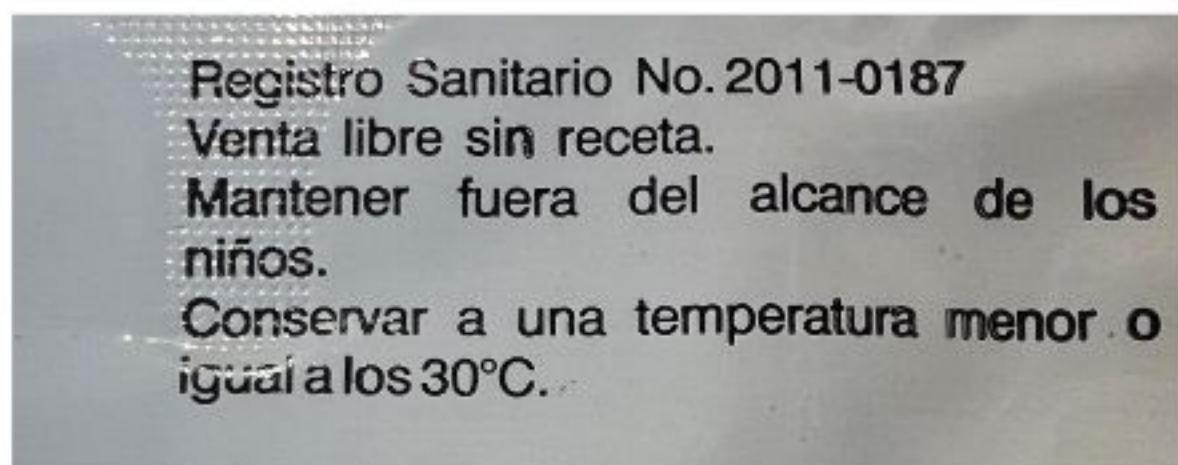 Registro Sanitario No. 2011-0187
Venta libre sin receta.
Mantener fuera del alcance de los
niños.
Conservar a una temperatura menor o
igual a los 30°C.